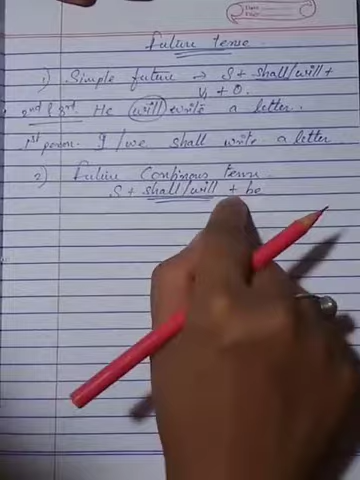 Future tense
1) Simple future → S + shall/will +
V1 + O.
2nd & 3rd. He will write a letter.
1st person. I/we shall write a letter
2) Future Continous tense
S + shall/will + be